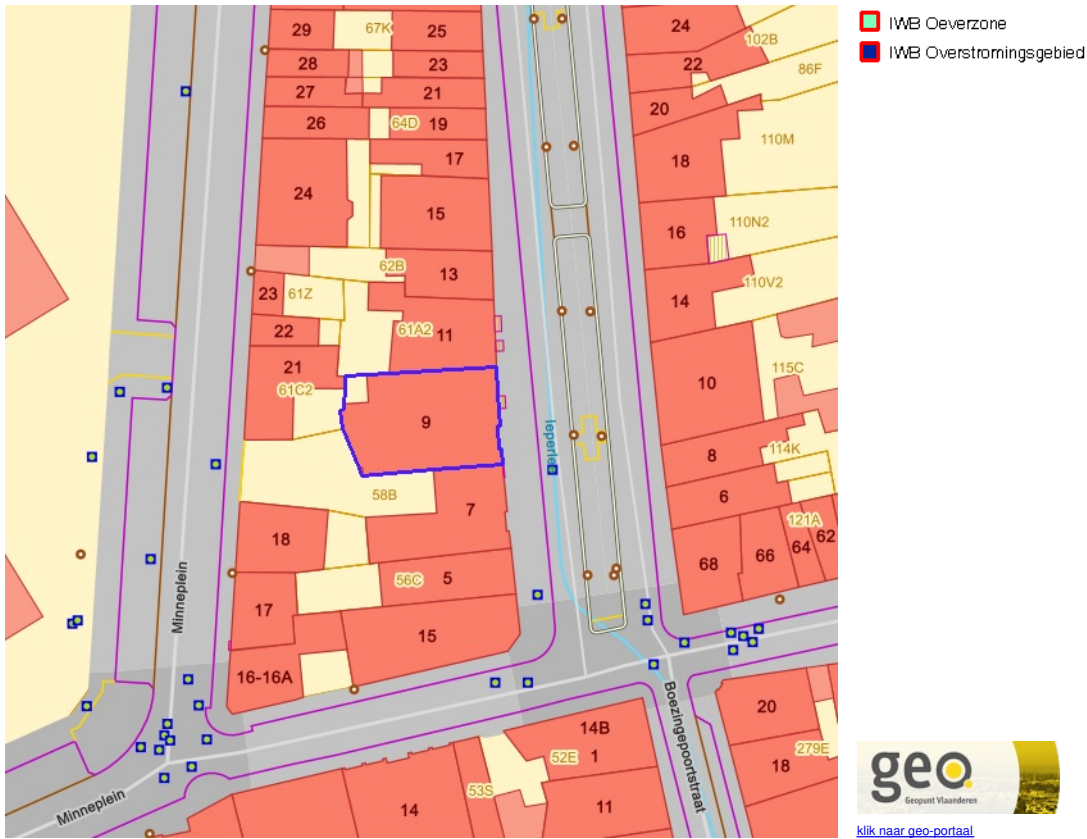 29
67K
25
24
102B
IWB Oeverzone
28
23
22
86F
IWB Overstromingsgebied
27
21
20
26
64D
19
110M
17
18
24
15
16
110N2
62B
13
23
61Z
14
110V2
22
61A2
11
21
61C2
10
115C
9
Ieperle
8
114K
58B
6
7
121A
18
68
66
64
62
56C
5
Minneplein
17
15
16-16A
Boezingepoortstraat
20
14B
52E
1
279E
18
53S
Minneplein
14
11
geo
Geopunt Vlaanderen
klik naar geo-portaal